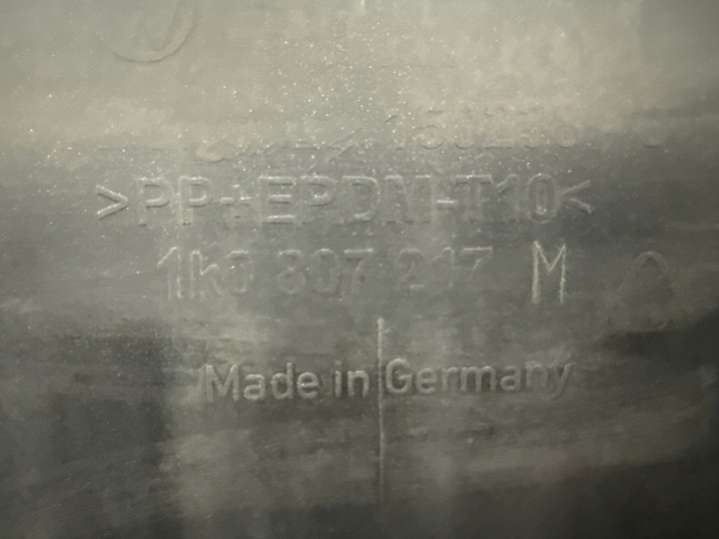 >PP+EPDM-T10<
1K0 807 217 M
Made in Germany